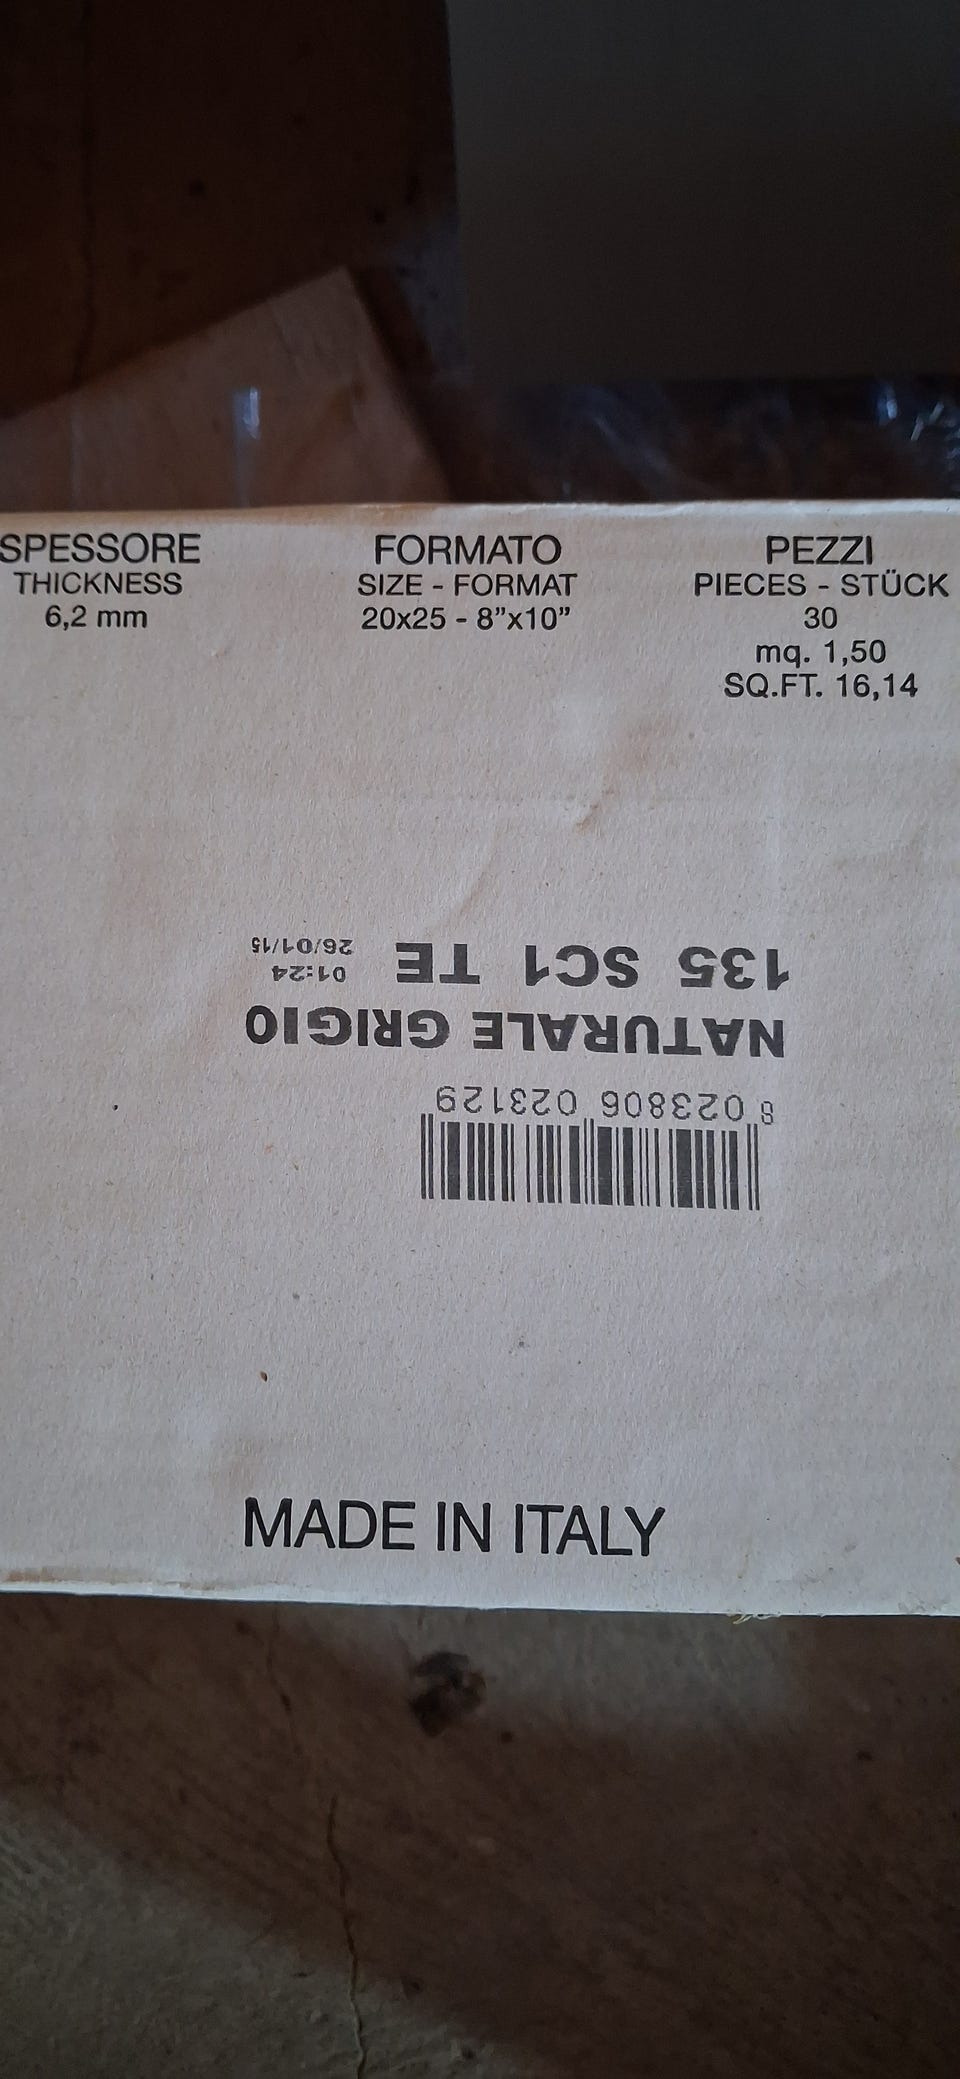 SPESSORE
THICKNESS
6,2 mm
FORMATO
SIZE - FORMAT
20x25 - 8”x10”
PEZZI
PIECES - STÜCK
30
mq. 1,50
SQ.FT. 16,14
8 023806 023129
NATURALE GRIGIO
135 SC1 TE
01:24
26/01/15
MADE IN ITALY